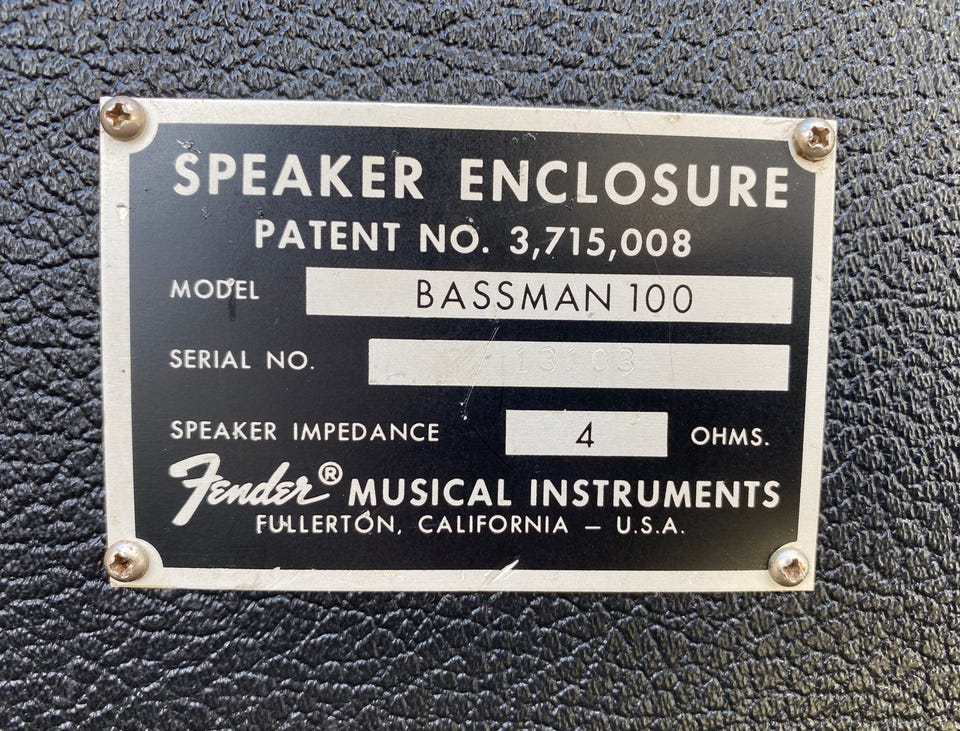 SPEAKER ENCLOSURE
PATENT NO. 3,715,008
MODEL BASSMAN 100
SERIAL NO. 13103
SPEAKER IMPEDANCE 4 OHMS.
Fender® MUSICAL INSTRUMENTS
FULLERTON, CALIFORNIA — U.S.A.